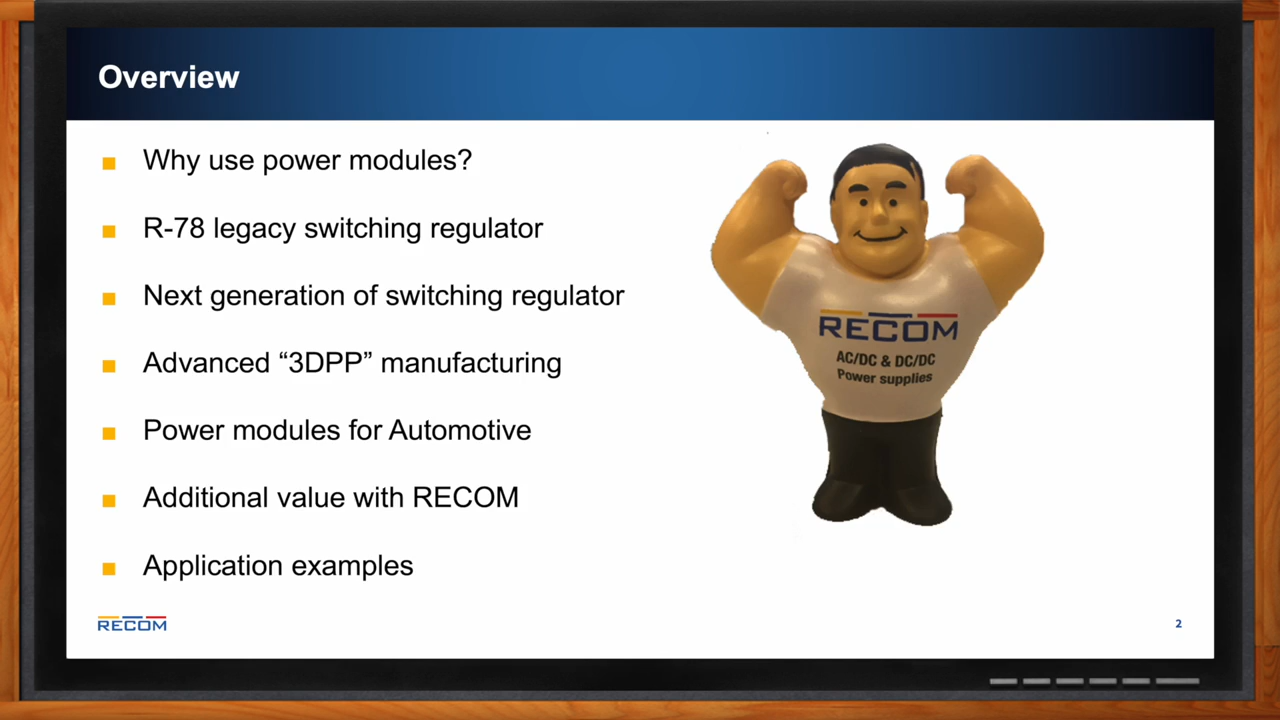 Overview
Why use power modules?
R-78 legacy switching regulator
Next generation of switching regulator
Advanced “3DPP” manufacturing
Power modules for Automotive
Additional value with RECOM
Application examples
RECOM
AC/DC & DC/DC
Power supplies
RECOM
2